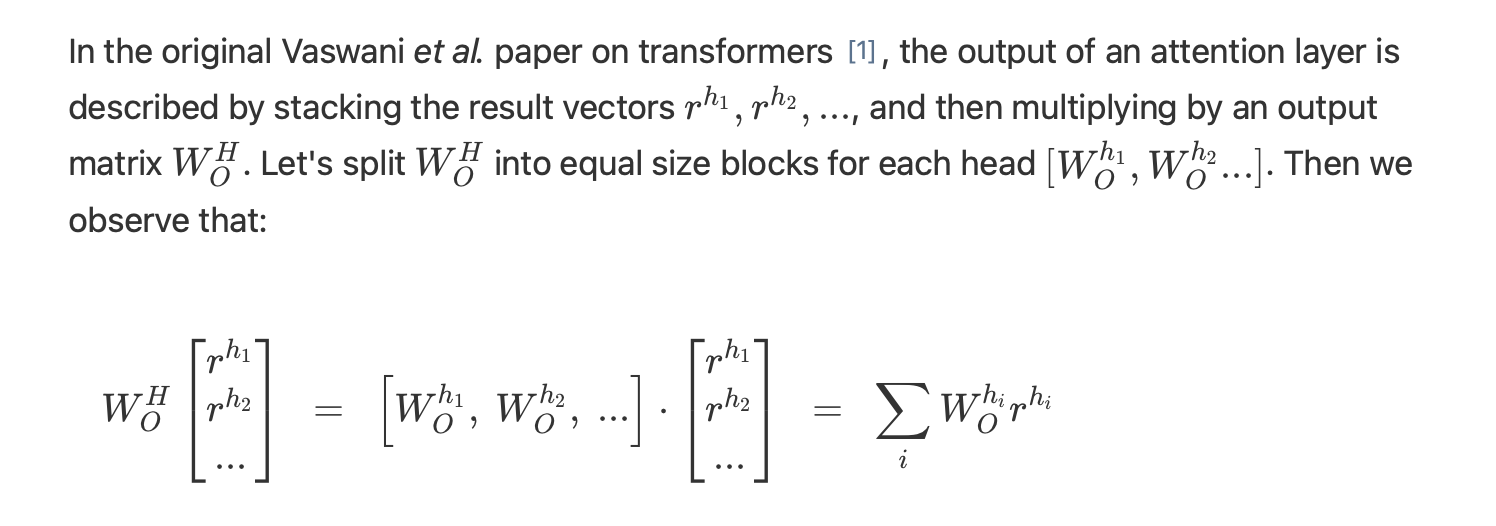 In the original Vaswani et al. paper on transformers [1], the output of an attention layer is
described by stacking the result vectors $r^{h_1}, r^{h_2}, ...,$ and then multiplying by an output
matrix $W_O^H$. Let's split $W_O^H$ into equal size blocks for each head $[W_O^{h_1}, W_O^{h_2}...]$. Then we
observe that:
$W_O^H \begin{bmatrix} r^{h_1} \\ r^{h_2} \\ ... \end{bmatrix} = \left[ W_O^{h_1}, W_O^{h_2}, ... \right] \cdot \begin{bmatrix} r^{h_1} \\ r^{h_2} \\ ... \end{bmatrix} = \sum_i W_O^{h_i} r^{h_i}$